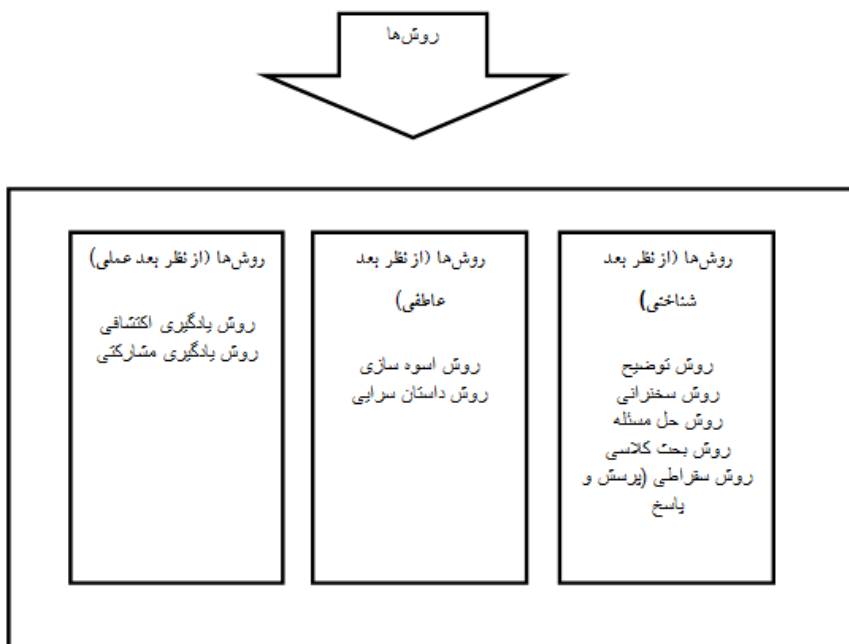 روش‌ها
روش‌ها (از نظر بعد
شناختی)
روش توضیح
روش سخنرانی
روش حل مسئله
روش بحث کلاسی
روش سقراطی (پرسش و
پاسخ
روش‌ها (از نظر بعد
عاطفی)
روش اسوه سازی
روش داستان سرایی
روش‌ها (از نظر بعد عملی)
روش یادگیری اکتشافی
روش یادگیری مشارکتی